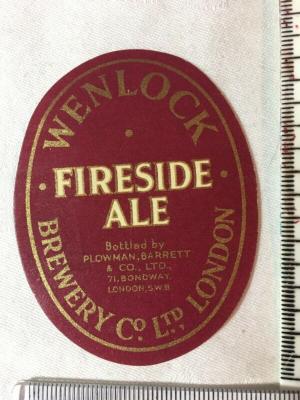 WENLOCK
FIRESIDE
ALE
Bottled by
PLOWMAN, BARRETT
& CO., LTD.,
71, BONDWAY,
LONDON, S.W.8
BREWERY Co. LTD., LONDON